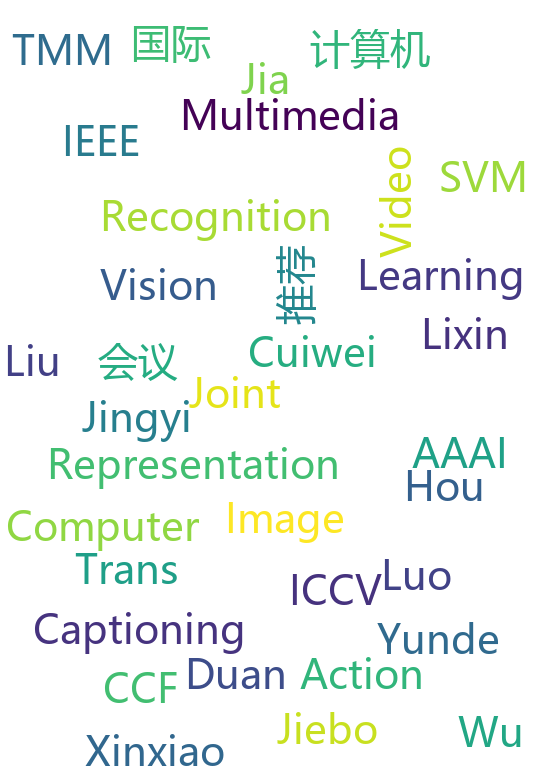 TMM 国际 计算机
Jia
Multimedia
IEEE
Video
SVM
Recognition
推荐
Vision
Learning
Lixin
Liu
会议
Cuiwei
Joint
Jingyi
Representation
AAAI
Hou
Computer
Image
Trans
ICCV
Luo
Captioning
Yunde
CCF
Duan
Action
Jiebo
Wu
Xinxiao